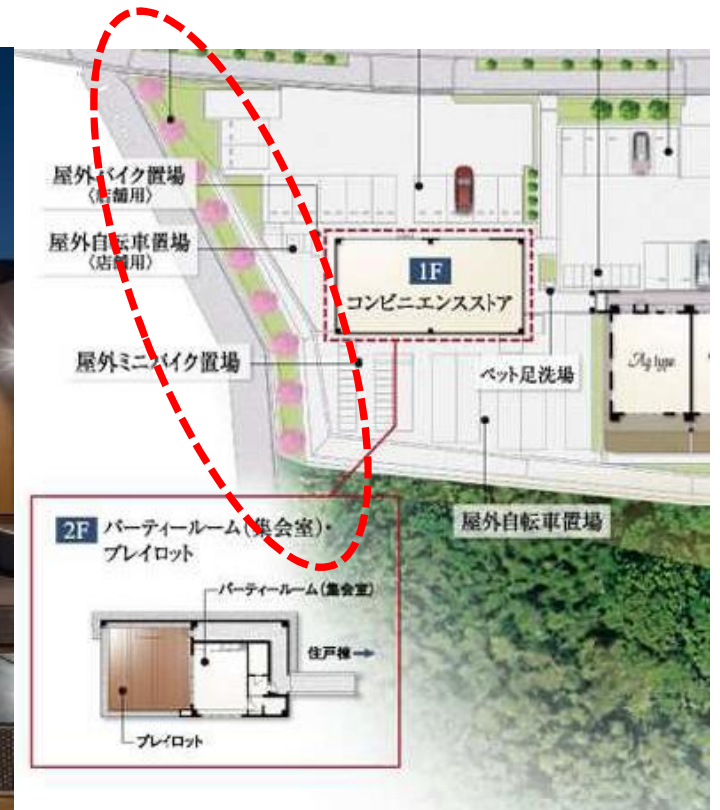 屋外バイク置場
〈店舗用〉
屋外自転車置場
〈店舗用〉
1F
コンビニエンスストア
屋外ミニバイク置場
ペット足洗場
Ag type
屋外自転車置場
2F パーティールーム(集会室)・
プレイロット
パーティールーム(集会室)
住戸棟
プレイロット